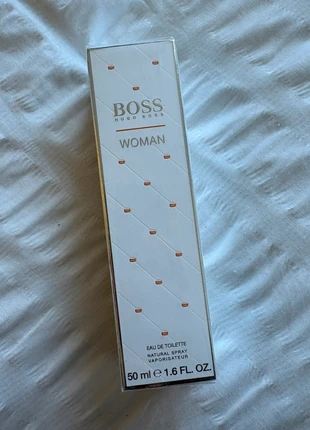 BOSS
HUGO BOSS
WOMAN
EAU DE TOILETTE
NATURAL SPRAY
VAPORISATEUR
50 ml ℮ 1.6 FL. OZ.